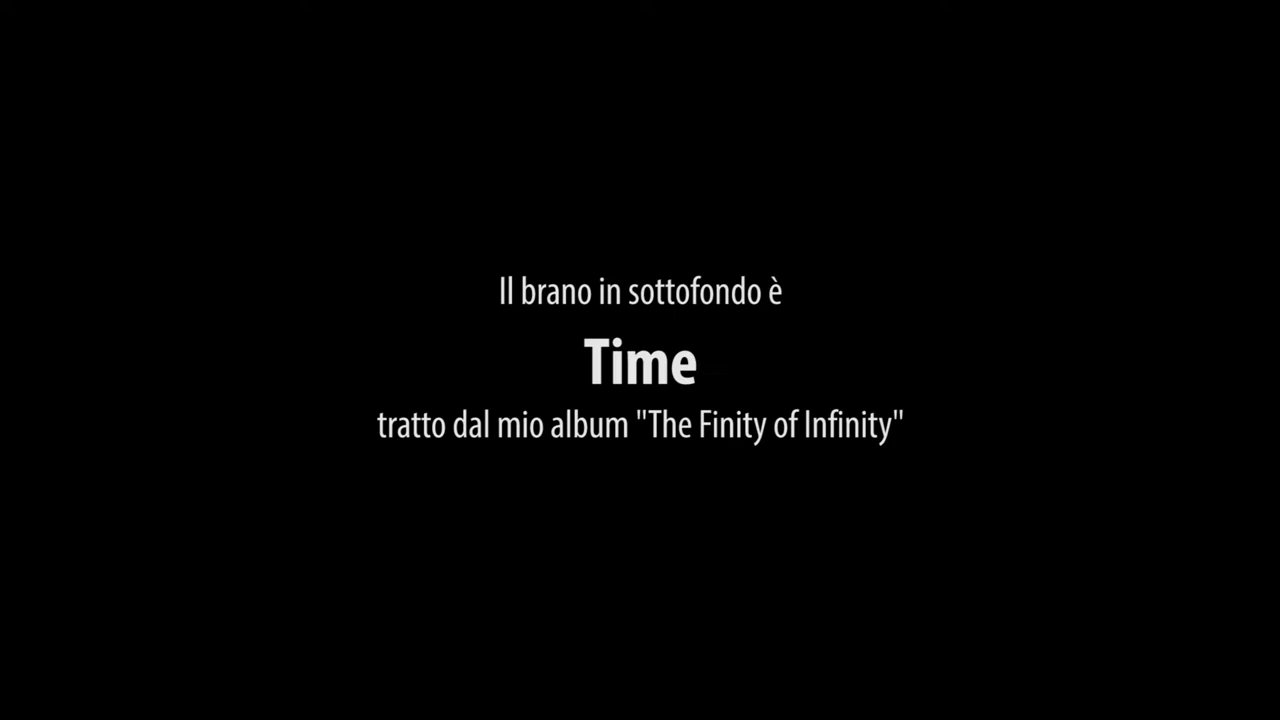 Il brano in sottofondo è
Time
tratto dal mio album "The Finity of Infinity"